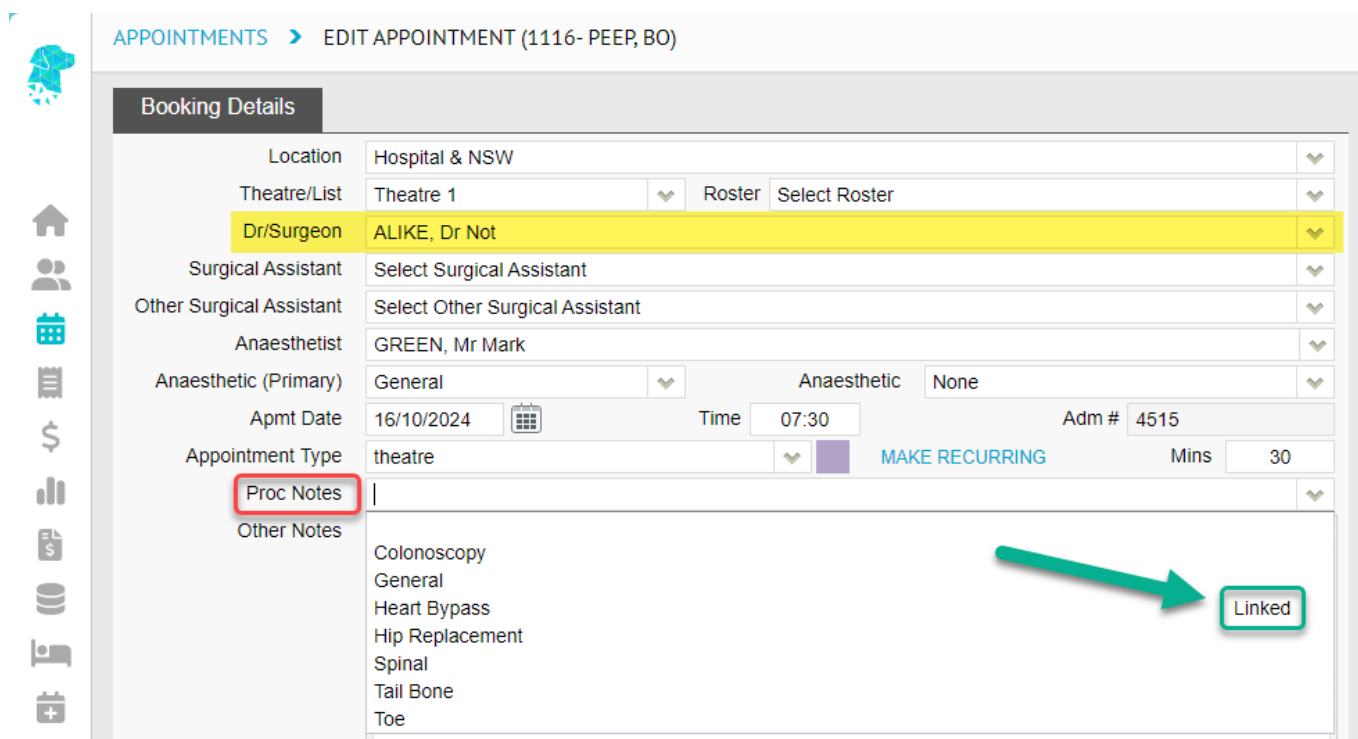 APPOINTMENTS > EDIT APPOINTMENT (1116- PEEP, BO)
Booking Details
Location Hospital & NSW
Theatre/List Theatre 1 Roster Select Roster
Dr/Surgeon ALIKE, Dr Not
Surgical Assistant Select Surgical Assistant
Other Surgical Assistant Select Other Surgical Assistant
Anaesthetist GREEN, Mr Mark
Anaesthetic (Primary) General Anaesthetic None
Apmt Date 16/10/2024 Time 07:30 Adm # 4515
Appointment Type theatre MAKE RECURRING Mins 30
Proc Notes
Other Notes
Colonoscopy
General
Heart Bypass Linked
Hip Replacement
Spinal
Tail Bone
Toe